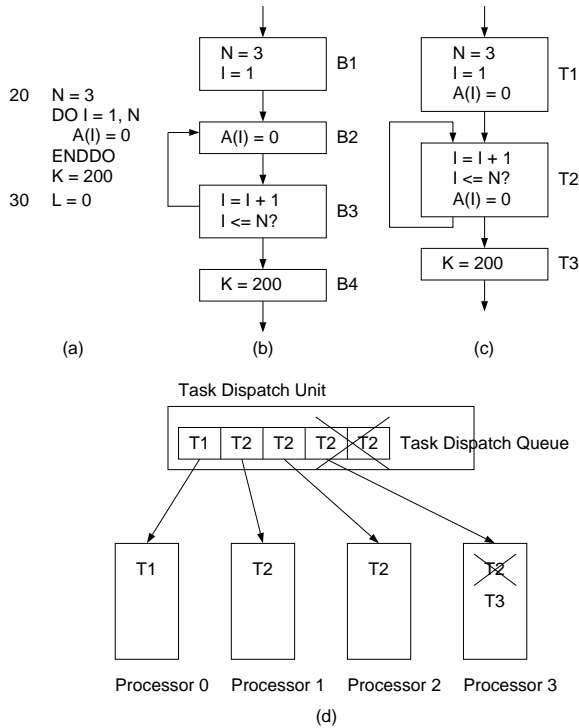 20 N = 3
DO I = 1, N
A(I) = 0
ENDDO
K = 200
30 L = 0
(a)
N = 3
I = 1
B1
A(I) = 0
B2
I = I + 1
I <= N?
B3
K = 200
B4
(b)
N = 3
I = 1
A(I) = 0
T1
I = I + 1
I <= N?
A(I) = 0
T2
K = 200
T3
(c)
Task Dispatch Unit
T1 T2 T2 T2 T2
Task Dispatch Queue
T1
T2
T2
T2
T3
Processor 0
Processor 1
Processor 2
Processor 3
(d)